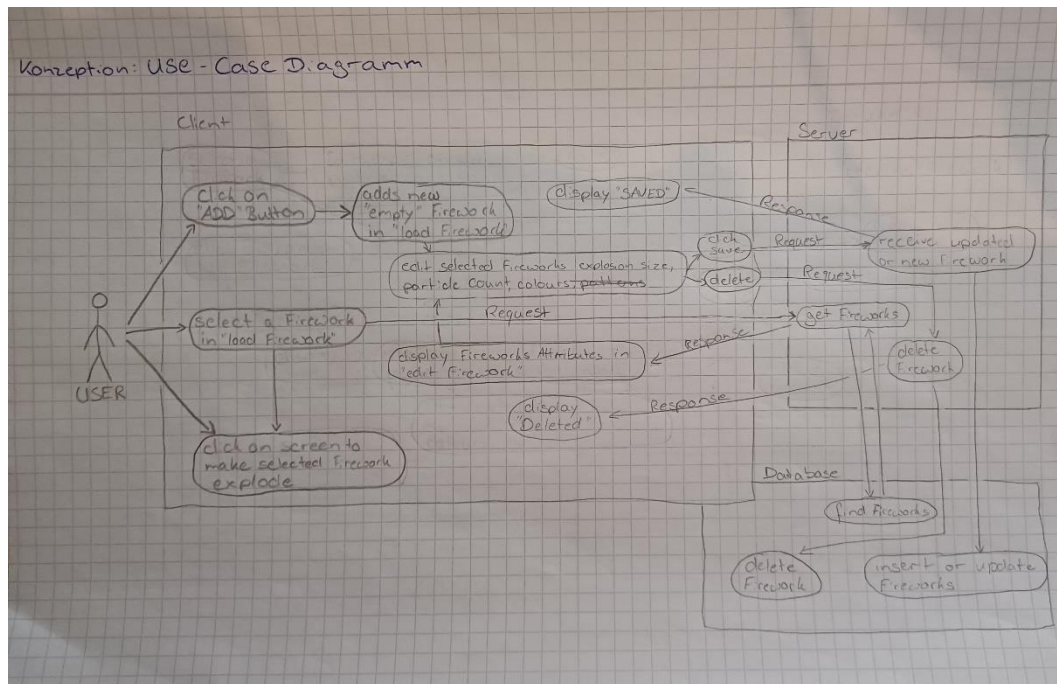 Konzeption: USE - Case Diagramm
Client
Server
click on
"ADD" Button
adds new
"empty" Firework
in "load Firework"
display "SAVED"
Response
click
save
Request
receive updated
or new Firework
edit selected Fireworks explosion size,
particle count, colours, patterns
delete
Request
select a Firework
in "load Firework"
Request
get Fireworks
display Fireworks Attributes in
"edit Firework"
Response
delete
Firework
USER
display
"Deleted"
Response
click on screen to
make selected Firework
explode
Database
find Fireworks
delete
Firework
insert or update
Fireworks